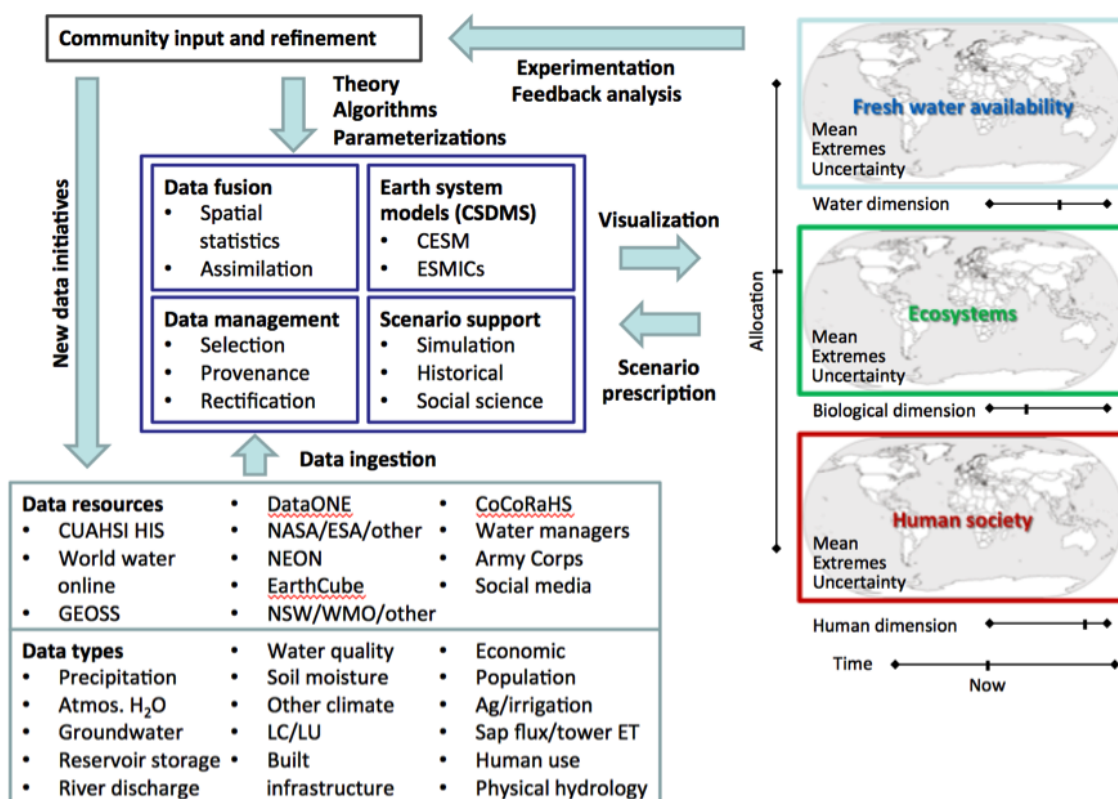 Community input and refinement
Experimentation
Feedback analysis
Theory
Algorithms
Parameterizations
New data initiatives
Data fusion
• Spatial
statistics
• Assimilation
Earth system
models (CSDMS)
• CESM
• ESMICs
Data management
• Selection
• Provenance
• Rectification
Scenario support
• Simulation
• Historical
• Social science
Visualization
Scenario
prescription
Data ingestion
Data resources
• CUAHSI HIS
• World water
online
• GEOSS
• DataONE
• NASA/ESA/other
• NEON
• EarthCube
• NSW/WMO/other
• CoCoRaHS
• Water managers
• Army Corps
• Social media
Data types
• Precipitation
• Atmos. H₂O
• Groundwater
• Reservoir storage
• River discharge
• Water quality
• Soil moisture
• Other climate
• LC/LU
• Built
infrastructure
• Economic
• Population
• Ag/irrigation
• Sap flux/tower ET
• Human use
• Physical hydrology
Allocation
Fresh water availability
Mean
Extremes
Uncertainty
Water dimension
Ecosystems
Mean
Extremes
Uncertainty
Biological dimension
Human society
Mean
Extremes
Uncertainty
Human dimension
Time
Now